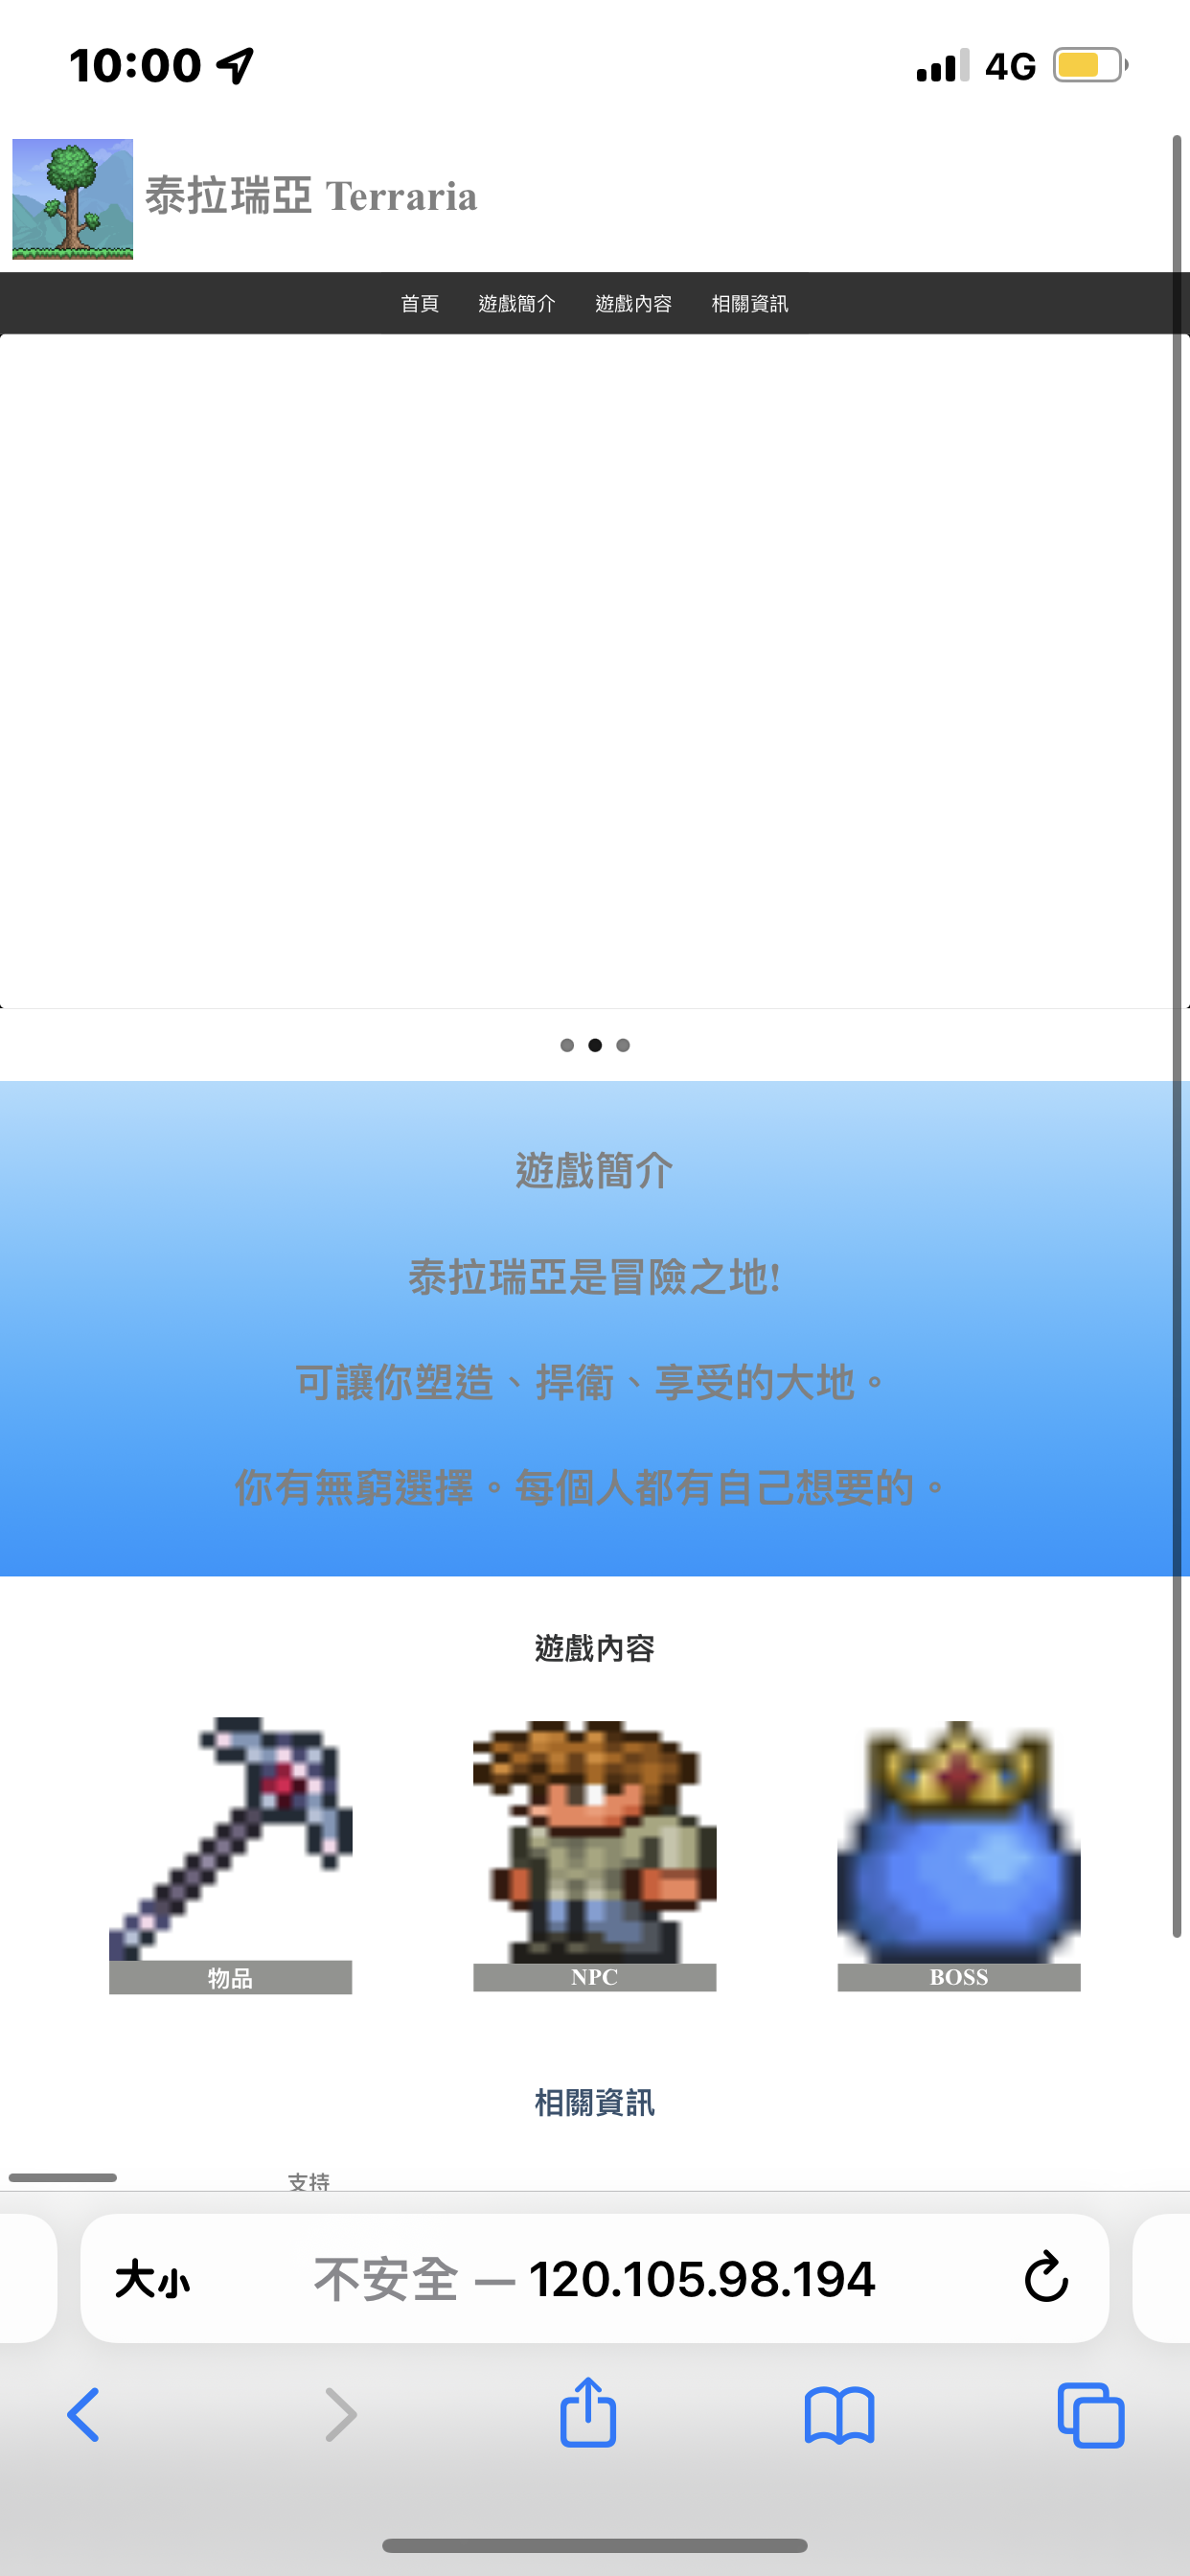 10:00
4G
泰拉瑞亞 Terraria
首頁 遊戲簡介 遊戲內容 相關資訊
遊戲簡介
泰拉瑞亞是冒險之地!
可讓你塑造、捍衛、享受的大地。
你有無窮選擇。每個人都有自己想要的。
遊戲內容
物品 NPC BOSS
相關資訊
支持
大小 不安全 — 120.105.98.194